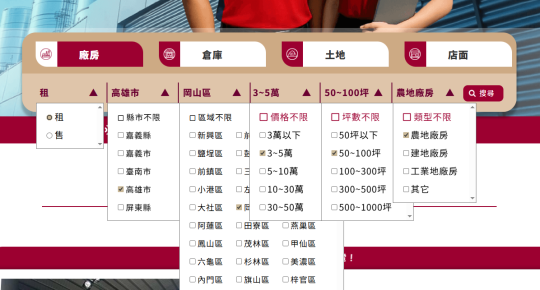 廠房 倉庫 土地 店面
租 高雄市 岡山區 3~5萬 50~100坪 農地廠房 搜尋
租
售
縣市不限
嘉義縣
嘉義市
臺南市
高雄市
屏東縣
區域不限
新興區
鹽埕區
前鎮區
小港區
大社區
阿蓮區 田寮區 燕巢區
鳳山區 茂林區 甲仙區
六龜區 杉林區 美濃區
內門區 旗山區 梓官區
價格不限
3萬以下
3~5萬
5~10萬
10~30萬
30~50萬
坪數不限
50坪以下
50~100坪
100~300坪
300~500坪
500~1000坪
類型不限
農地廠房
建地廠房
工業地廠房
其它